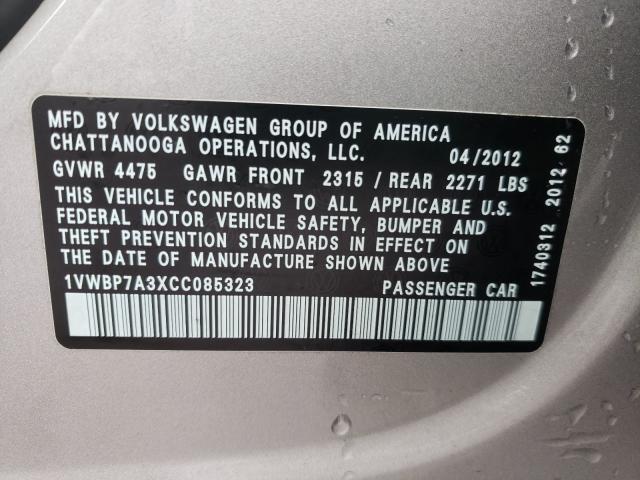 MFD BY VOLKSWAGEN GROUP OF AMERICA
CHATTANOOGA OPERATIONS, LLC. 04/2012
GVWR 4475 GAWR FRONT 2315 / REAR 2271 LBS
THIS VEHICLE CONFORMS TO ALL APPLICABLE U.S.
FEDERAL MOTOR VEHICLE SAFETY, BUMPER AND
THEFT PREVENTION STANDARDS IN EFFECT ON
THE DATE OF MANUFACTURE SHOWN ABOVE.
1VWBP7A3XCC085323 PASSENGER CAR
1740312 2012 62